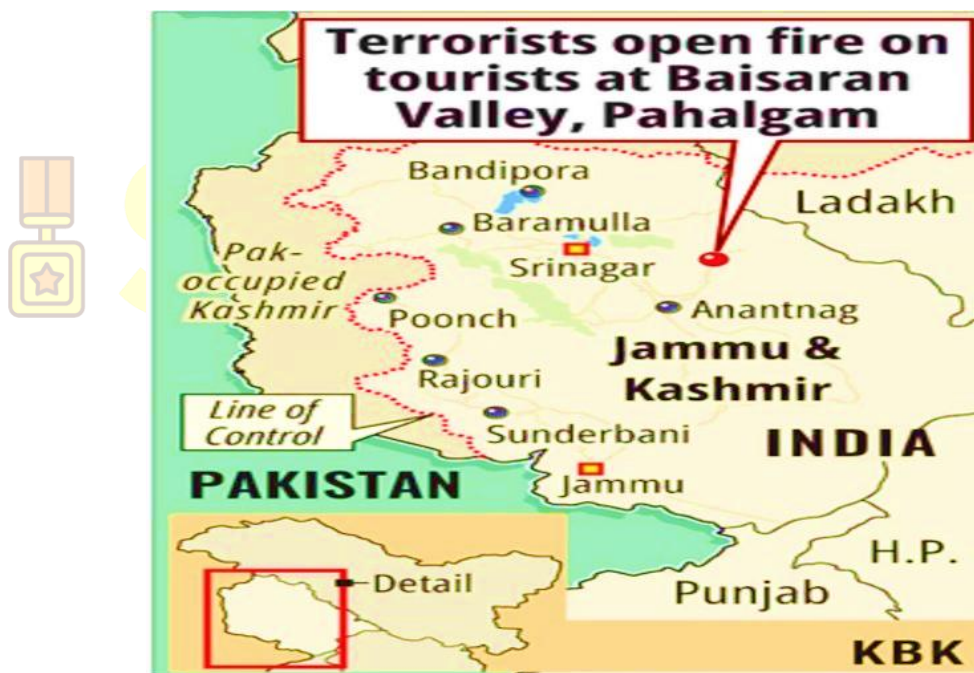 Terrorists open fire on
tourists at Baisaran
Valley, Pahalgam
Bandipora
Ladakh
Baramulla
Srinagar
Pak-
occupied
Kashmir
Anantnag
Poonch
Jammu &
Kashmir
Rajouri
Line of
Control
Sunderbani
INDIA
PAKISTAN
Jammu
H.P.
Detail
Punjab
KBK